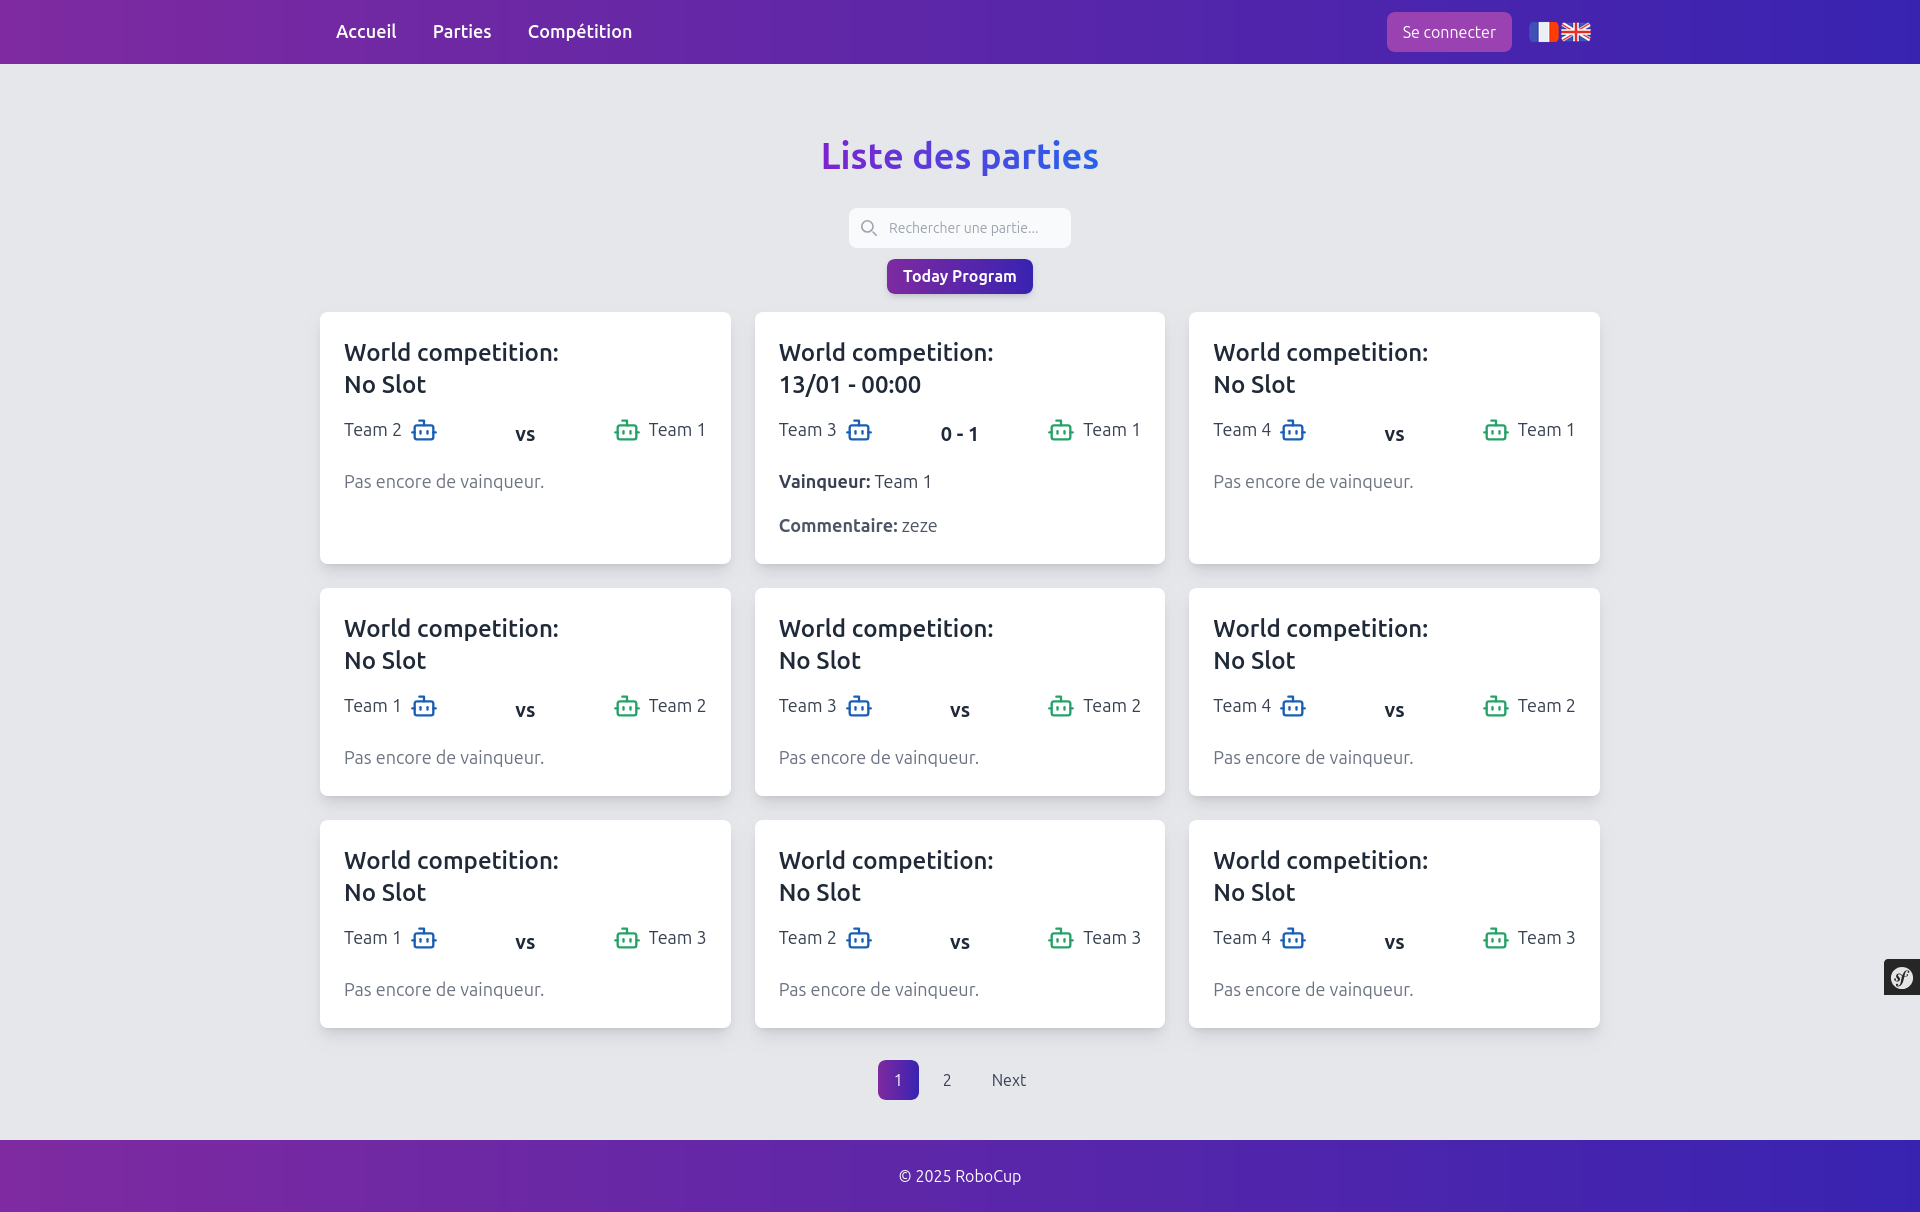 Accueil Parties Compétition Se connecter
Liste des parties
Rechercher une partie...
Today Program
World competition:
No Slot
Team 2 vs Team 1
Pas encore de vainqueur.
World competition:
13/01 - 00:00
Team 3 0 - 1 Team 1
Vainqueur: Team 1
Commentaire: zeze
World competition:
No Slot
Team 4 vs Team 1
Pas encore de vainqueur.
World competition:
No Slot
Team 1 vs Team 2
Pas encore de vainqueur.
World competition:
No Slot
Team 3 vs Team 2
Pas encore de vainqueur.
World competition:
No Slot
Team 4 vs Team 2
Pas encore de vainqueur.
World competition:
No Slot
Team 1 vs Team 3
Pas encore de vainqueur.
World competition:
No Slot
Team 2 vs Team 3
Pas encore de vainqueur.
World competition:
No Slot
Team 4 vs Team 3
Pas encore de vainqueur.
sf
1 2 Next
© 2025 RoboCup